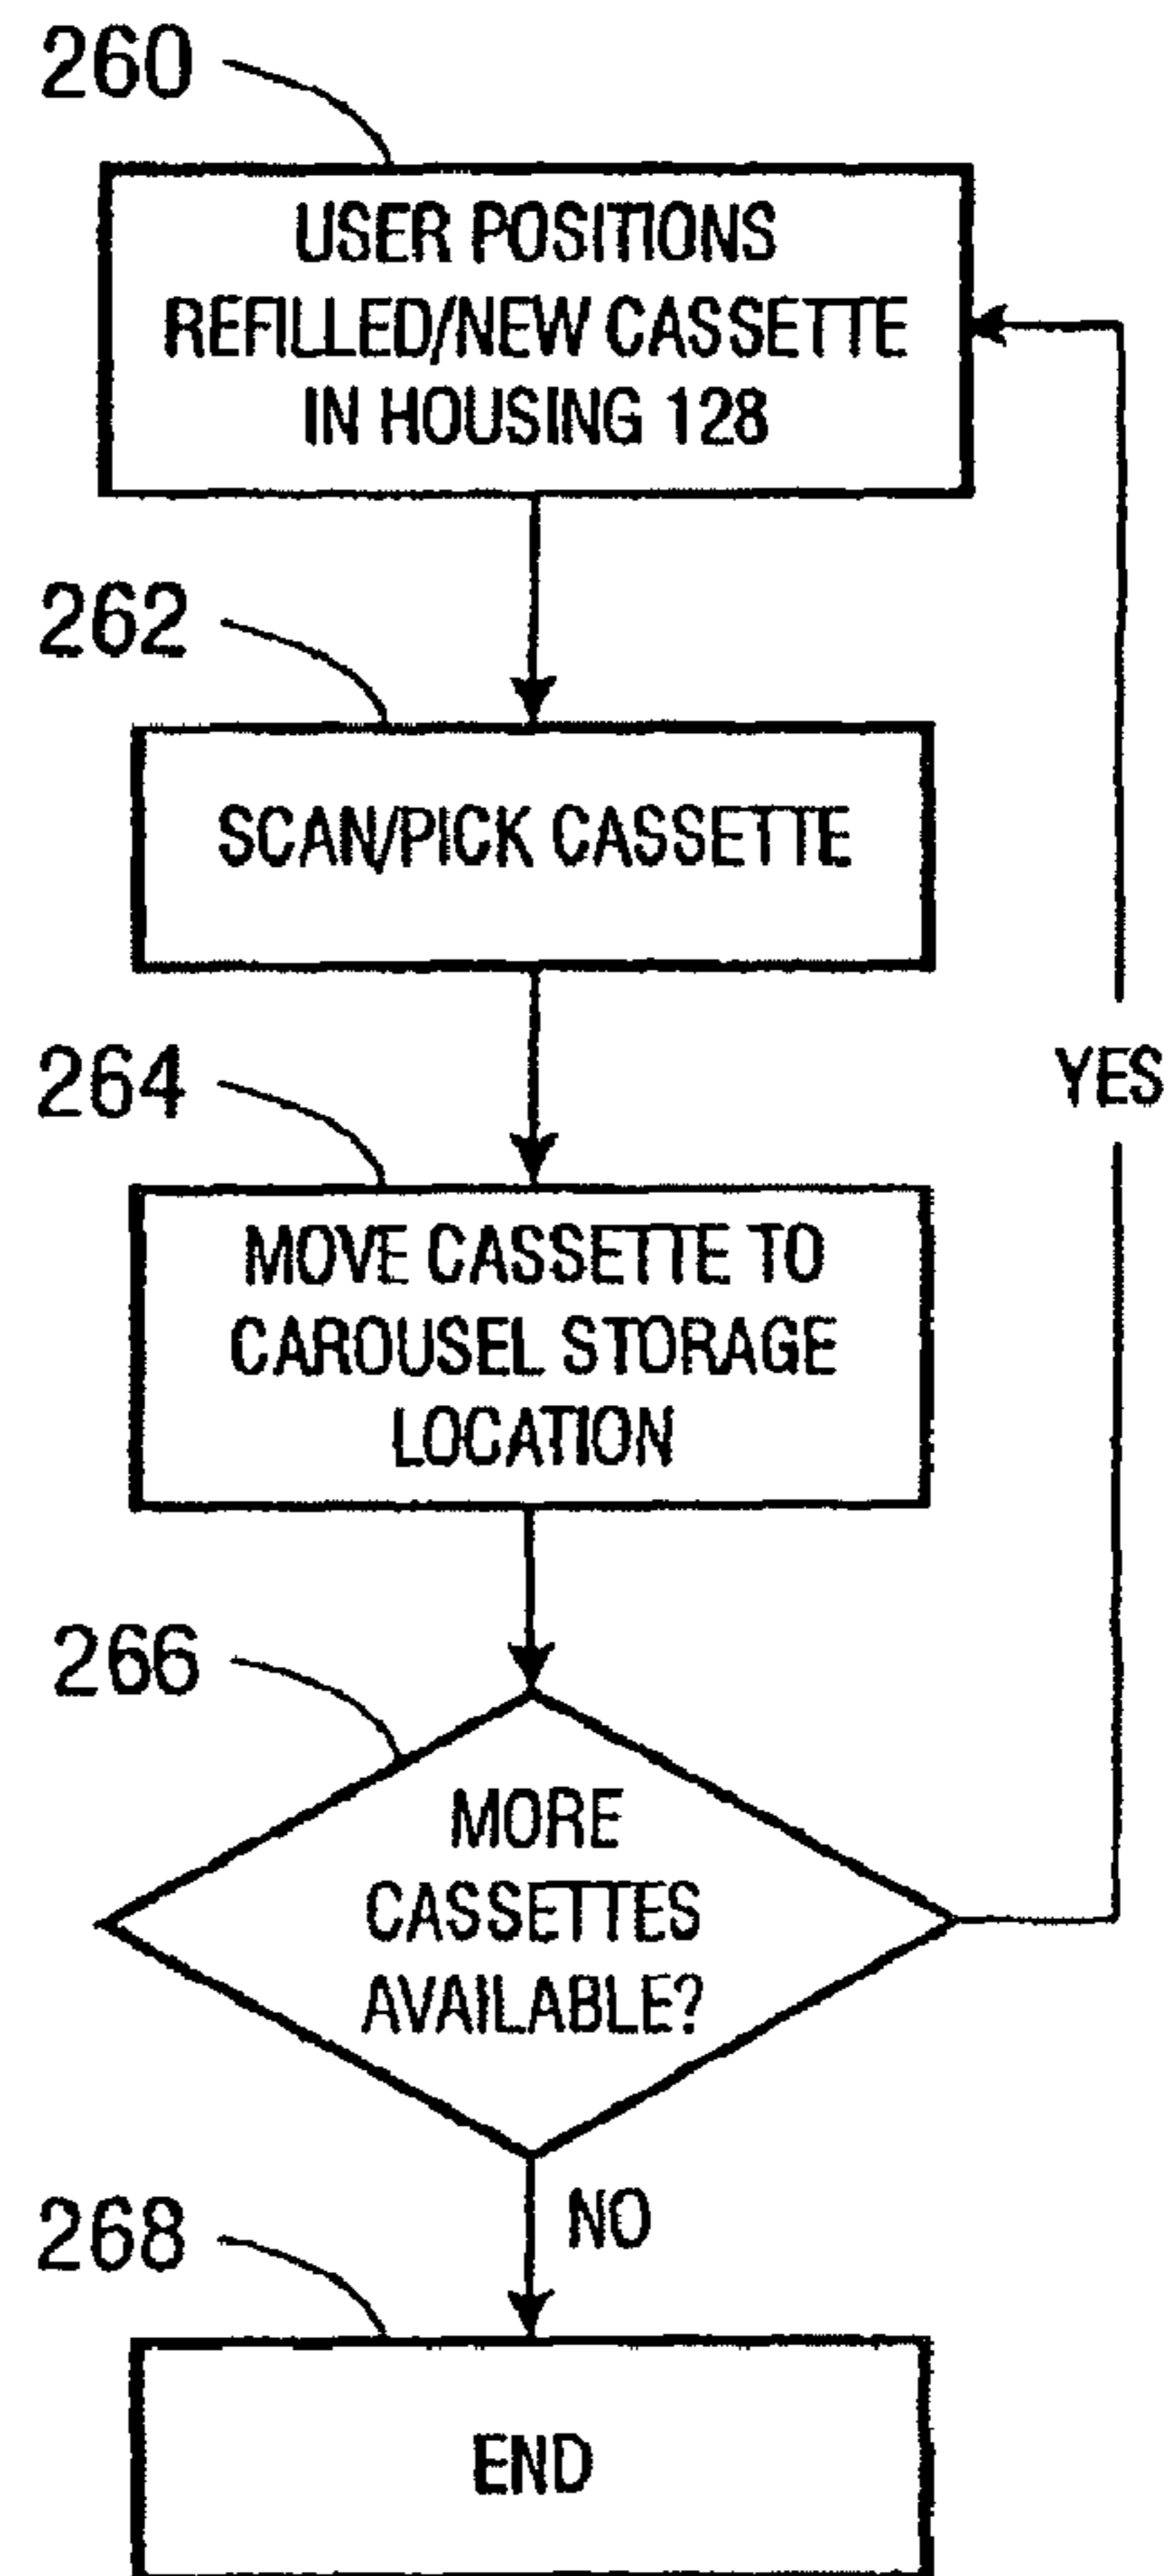 260
USER POSITIONS
REFILLED/NEW CASSETTE
IN HOUSING 128
262
SCAN/PICK CASSETTE
264
MOVE CASSETTE TO
CAROUSEL STORAGE
LOCATION
YES
266
MORE
CASSETTES
AVAILABLE?
NO
268
END